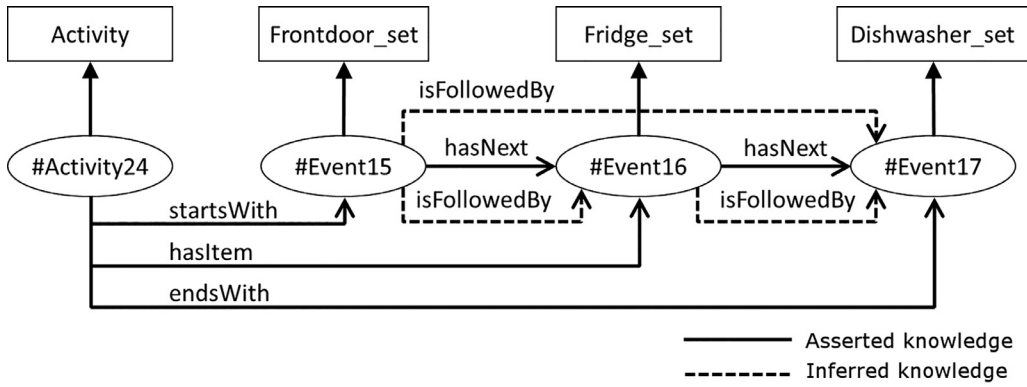 Activity
Frontdoor_set
Fridge_set
Dishwasher_set
isFollowedBy
#Activity24
#Event15
hasNext
#Event16
hasNext
#Event17
isFollowedBy
isFollowedBy
startsWith
hasItem
endsWith
Asserted knowledge
Inferred knowledge